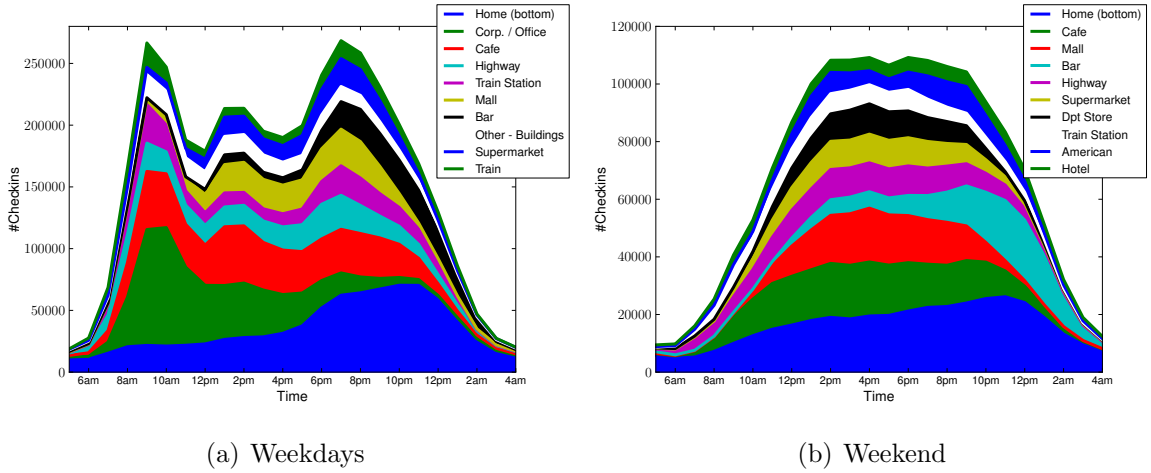 Home (bottom)
Corp. / Office
Cafe
Highway
Train Station
Mall
Bar
Other - Buildings
Supermarket
Train
250000
200000
150000
100000
50000
0
#Checkins
6am 8am 10am 12pm 2pm 4pm 6pm 8pm 10pm 12pm 2am 4am
Time
(a) Weekdays
Home (bottom)
Cafe
Mall
Bar
Highway
Supermarket
Dpt Store
Train Station
American
Hotel
120000
100000
80000
60000
40000
20000
0
#Checkins
6am 8am 10am 12pm 2pm 4pm 6pm 8pm 10pm 12pm 2am 4am
Time
(b) Weekend